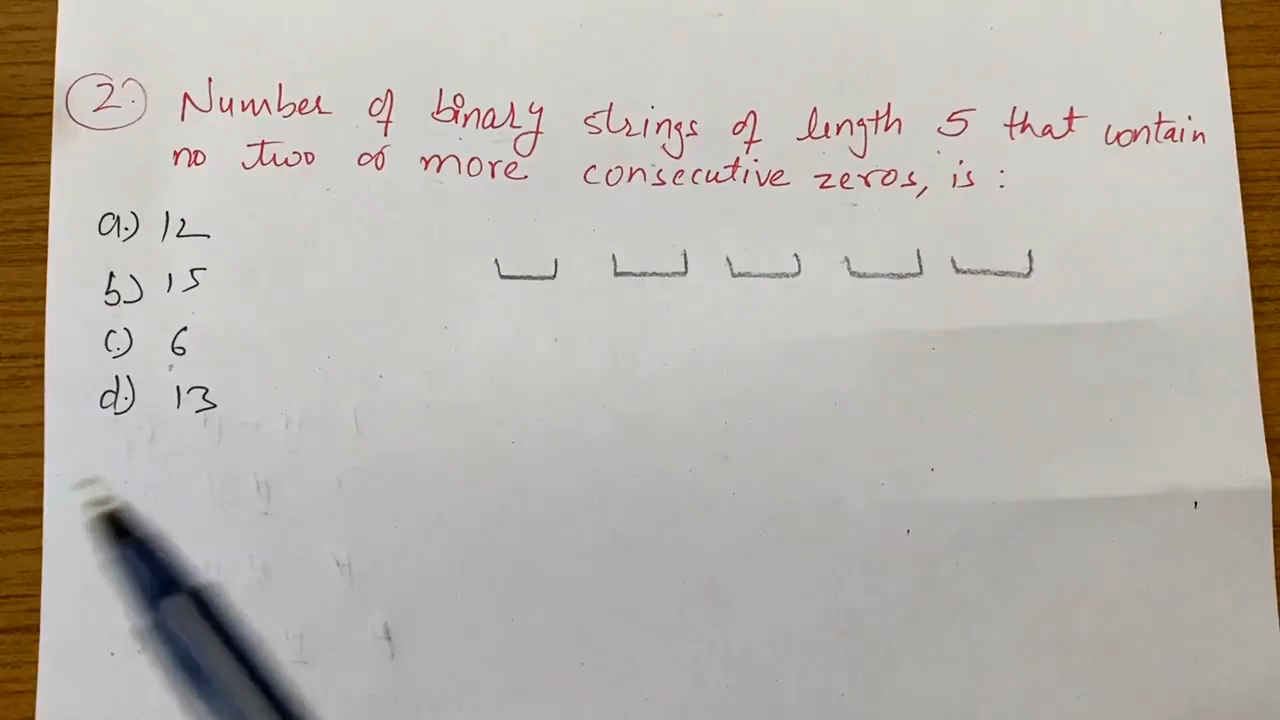 2. Number of binary strings of length 5 that contain
no two or more consecutive zeros, is :
a.) 12
b) 15
c.) 6
d.) 13